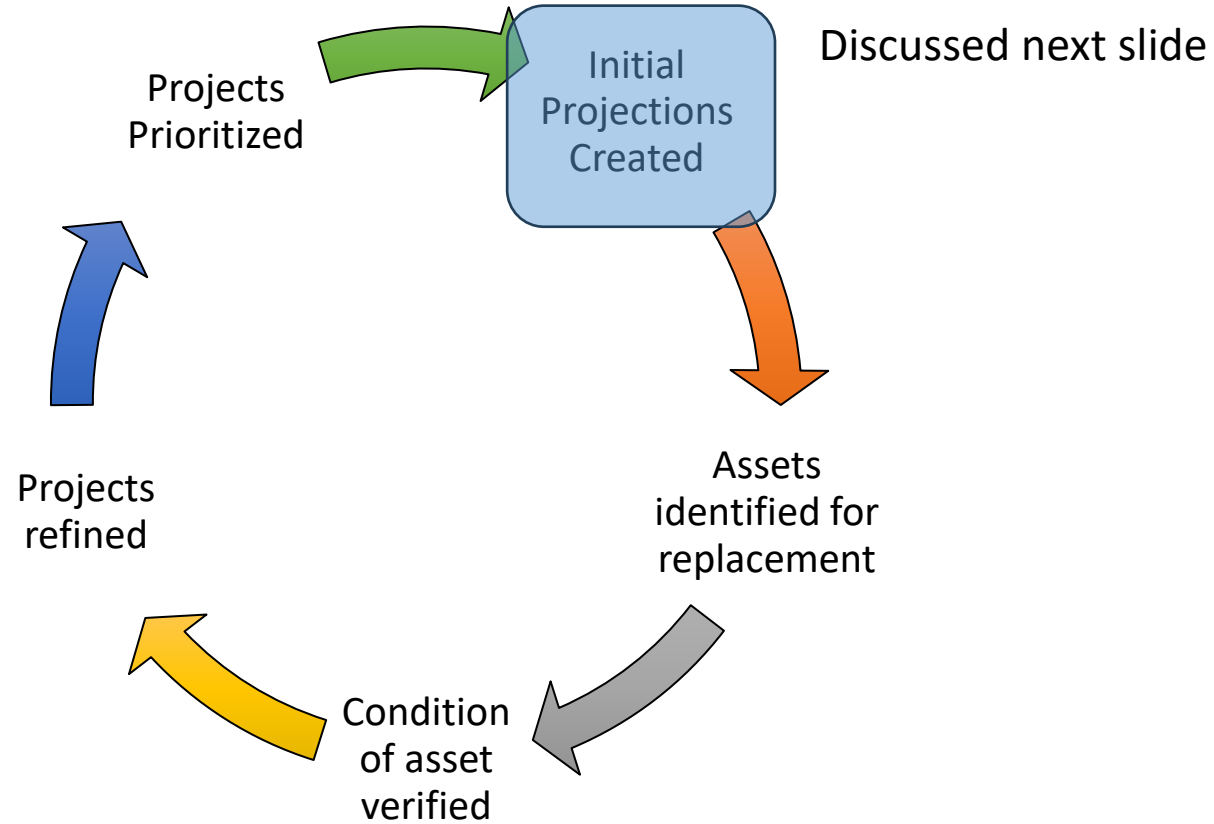 Discussed next slide
Initial
Projections
Created
Assets
identified for
replacement
Condition
of asset
verified
Projects
refined
Projects
Prioritized